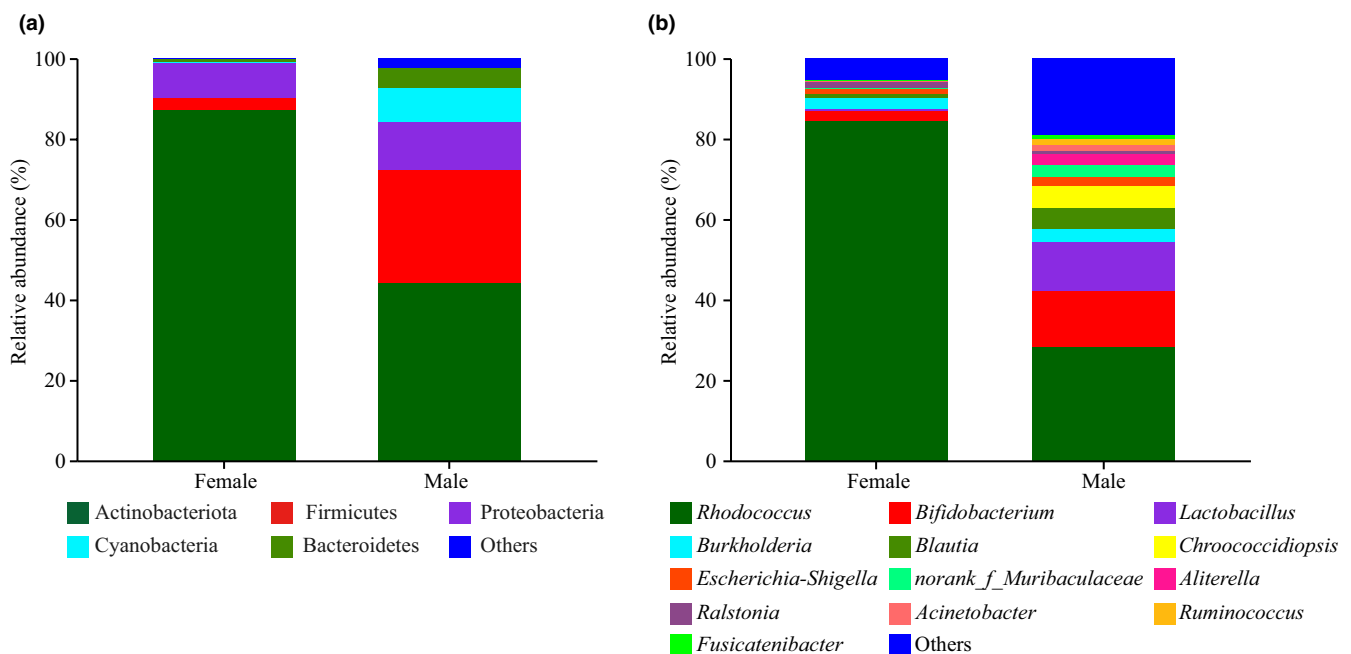 (a)
Relative abundance (%)
100
80
60
40
20
0
Female Male
Actinobacteriota Firmicutes Proteobacteria
Cyanobacteria Bacteroidetes Others
(b)
Relative abundance (%)
100
80
60
40
20
0
Female Male
Rhodococcus Bifidobacterium Lactobacillus
Burkholderia Blautia Chroococcidiopsis
Escherichia-Shigella norank_f_Muribaculaceae Aliterella
Ralstonia Acinetobacter Ruminococcus
Fusicatenibacter Others